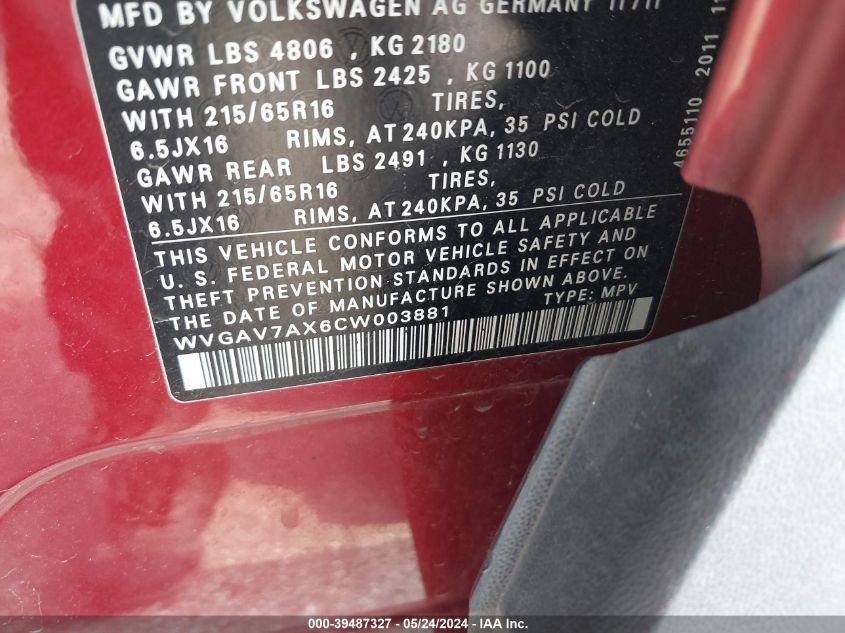 MFD BY VOLKSWAGEN AG GERMANY 11/11
GVWR LBS 4806 , KG 2180
GAWR FRONT LBS 2425 , KG 1100
WITH 215/65R16 TIRES,
6.5JX16 RIMS, AT 240KPA, 35 PSI COLD
GAWR REAR LBS 2491 , KG 1130
WITH 215/65R16 TIRES,
6.5JX16 RIMS, AT 240KPA, 35 PSI COLD
THIS VEHICLE CONFORMS TO ALL APPLICABLE
U. S. FEDERAL MOTOR VEHICLE SAFETY AND
THEFT PREVENTION STANDARDS IN EFFECT ON
THE DATE OF MANUFACTURE SHOWN ABOVE.
WVGAV7AX6CW003881 TYPE: MPV
4655110 2011
000-39487327 - 05/24/2024 - IAA Inc.